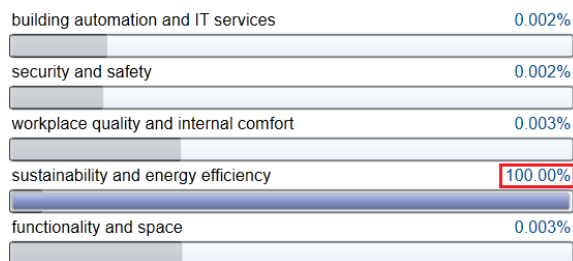 building automation and IT services 0.002%
security and safety 0.002%
workplace quality and internal comfort 0.003%
sustainability and energy efficiency 100.00%
functionality and space 0.003%